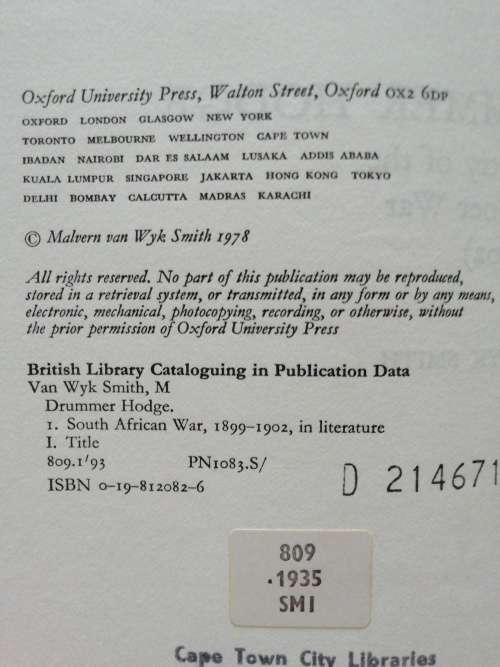 Oxford University Press, Walton Street, Oxford OX2 6DP
OXFORD LONDON GLASGOW NEW YORK
TORONTO MELBOURNE WELLINGTON CAPE TOWN
IBADAN NAIROBI DAR ES SALAAM LUSAKA ADDIS ABABA
KUALA LUMPUR SINGAPORE JAKARTA HONG KONG TOKYO
DELHI BOMBAY CALCUTTA MADRAS KARACHI
© Malvern van Wyk Smith 1978
All rights reserved. No part of this publication may be reproduced,
stored in a retrieval system, or transmitted, in any form or by any means,
electronic, mechanical, photocopying, recording, or otherwise, without
the prior permission of Oxford University Press
British Library Cataloguing in Publication Data
Van Wyk Smith, M
Drummer Hodge.
1. South African War, 1899–1902, in literature
I. Title
809.1'93 PN1083.S/
ISBN 0–19–812082–6
D 214671
809
.1935
SMI
Cape Town City Libraries